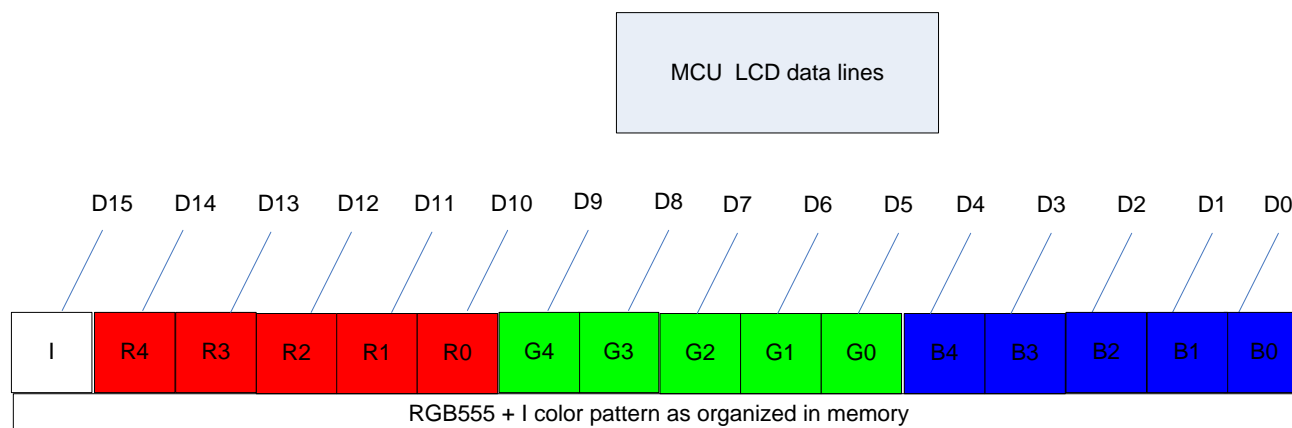 MCU  LCD data lines
D15 D14 D13 D12 D11 D10 D9 D8 D7 D6 D5 D4 D3 D2 D1 D0
I R4 R3 R2 R1 R0 G4 G3 G2 G1 G0 B4 B3 B2 B1 B0
RGB555 + I color pattern as organized in memory